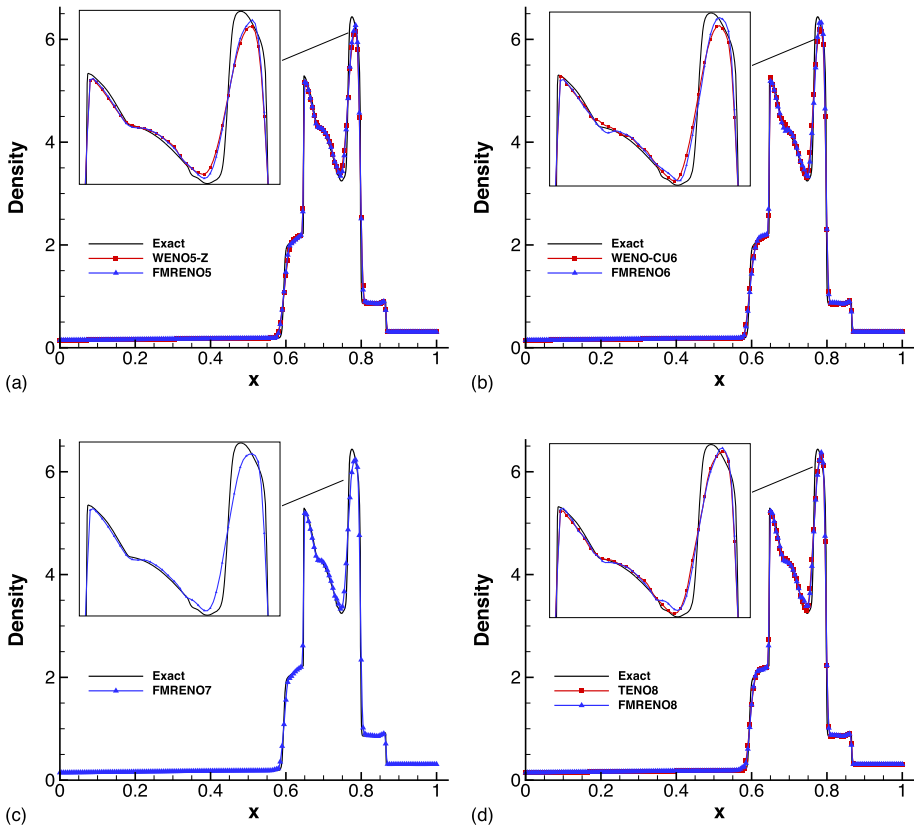 6
4
2
0
Density
Exact
WENO5-Z
FMRENO5
0 0.2 0.4 0.6 0.8 1
x
(a)
6
4
2
0
Density
Exact
WENO-CU6
FMRENO6
0 0.2 0.4 0.6 0.8 1
x
(b)
6
4
2
0
Density
Exact
FMRENO7
0 0.2 0.4 0.6 0.8 1
x
(c)
6
4
2
0
Density
Exact
TENO8
FMRENO8
0 0.2 0.4 0.6 0.8 1
x
(d)